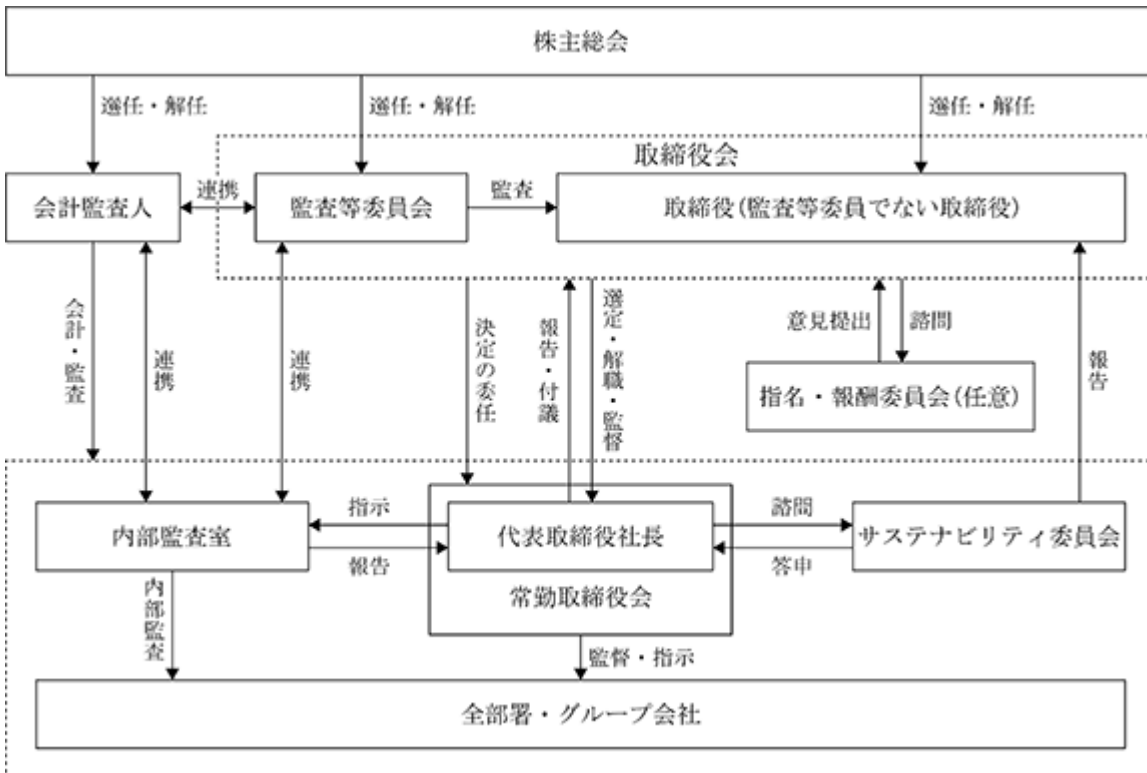 株主総会
選任・解任
選任・解任
選任・解任
取締役会
会計監査人
連携
監査等委員会
監査
取締役(監査等委員でない取締役)
会計・監査
連携
連携
決定の委任
報告・付議
選定・解職・監督
意見提出
諮問
報告
指名・報酬委員会(任意)
内部監査室
指示
報告
代表取締役社長
常勤取締役会
諮問
答申
サステナビリティ委員会
内部監査
監督・指示
全部署・グループ会社